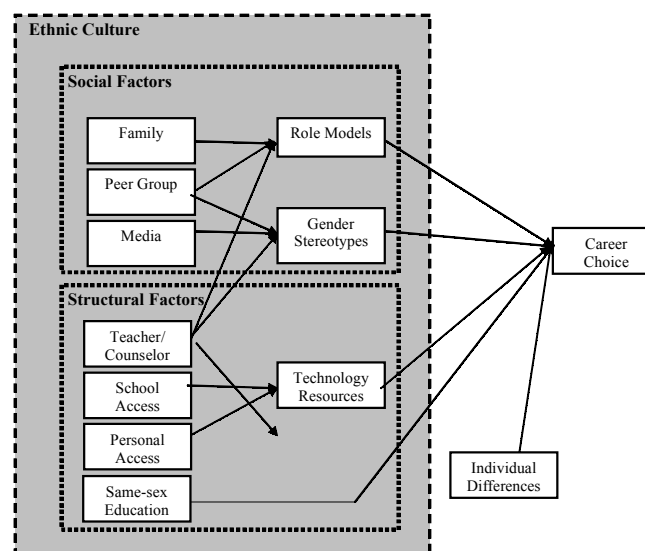 Ethnic Culture
Social Factors
Family
Role Models
Peer Group
Gender
Stereotypes
Media
Career
Choice
Structural Factors
Teacher/
Counselor
Technology
Resources
School
Access
Personal
Access
Individual
Differences
Same-sex
Education